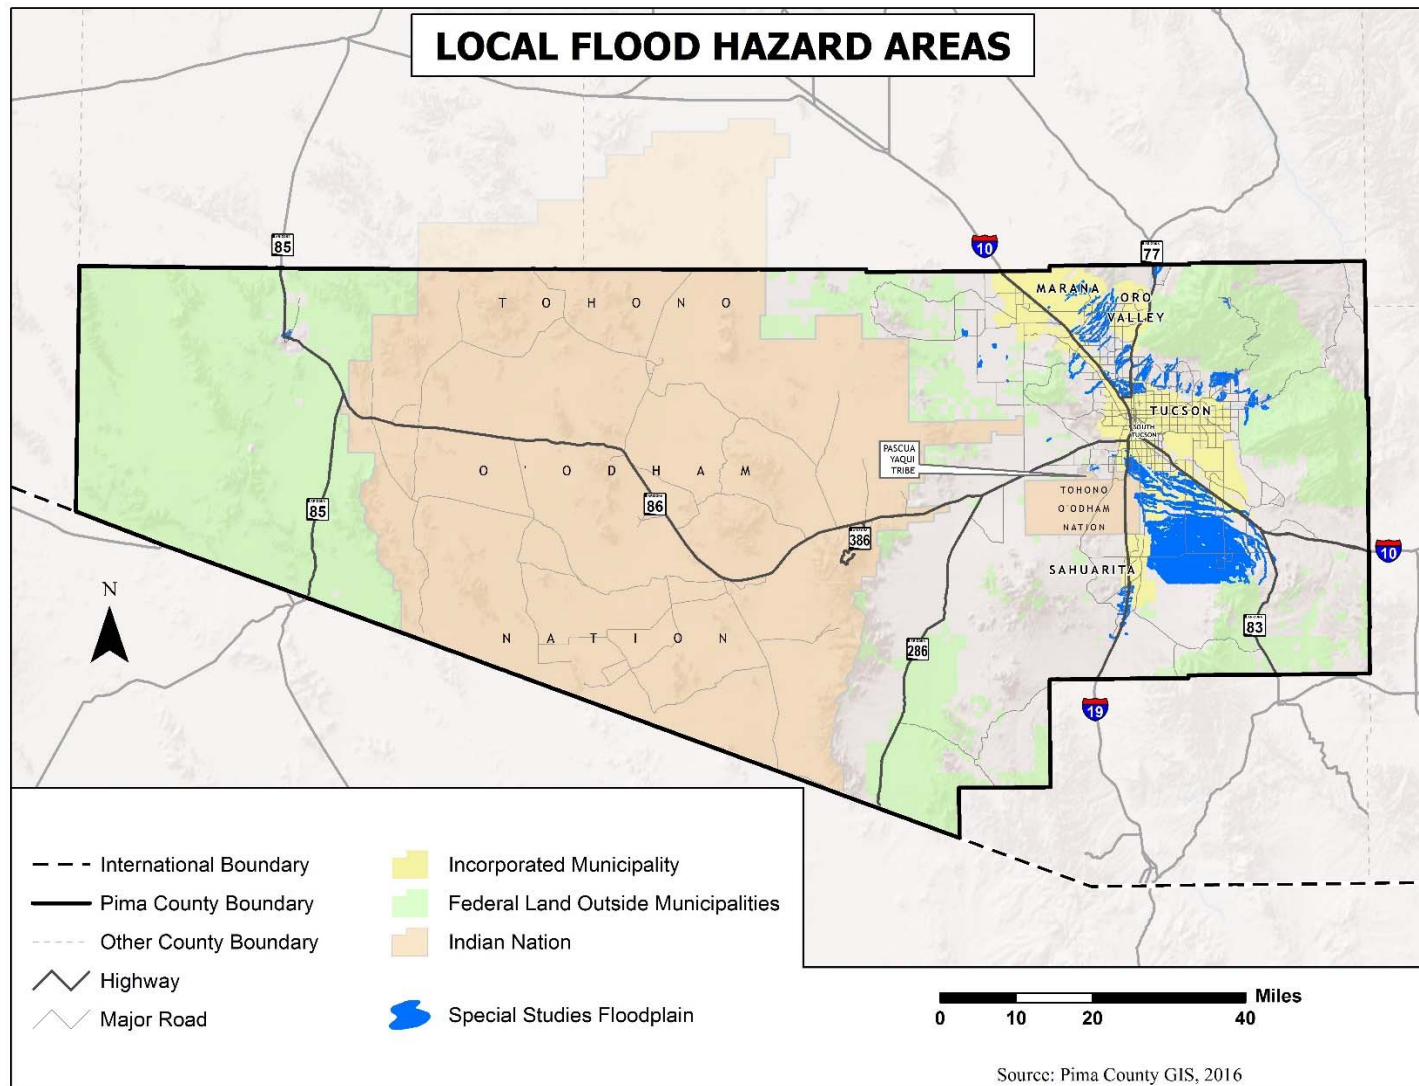 LOCAL FLOOD HAZARD AREAS
85
10
77
MARANA
ORO
VALLEY
TOHONO
TUCSON
SOUTH
TUCSON
PASCUA
YAQUI
TRIBE
O'ODHAM
TOHONO
O'ODHAM
NATION
85
86
386
10
SAHUARITA
N
NATION
286
83
19
International Boundary
Pima County Boundary
Other County Boundary
Highway
Major Road
Incorporated Municipality
Federal Land Outside Municipalities
Indian Nation
Special Studies Floodplain
Miles
0 10 20 40
Source: Pima County GIS, 2016